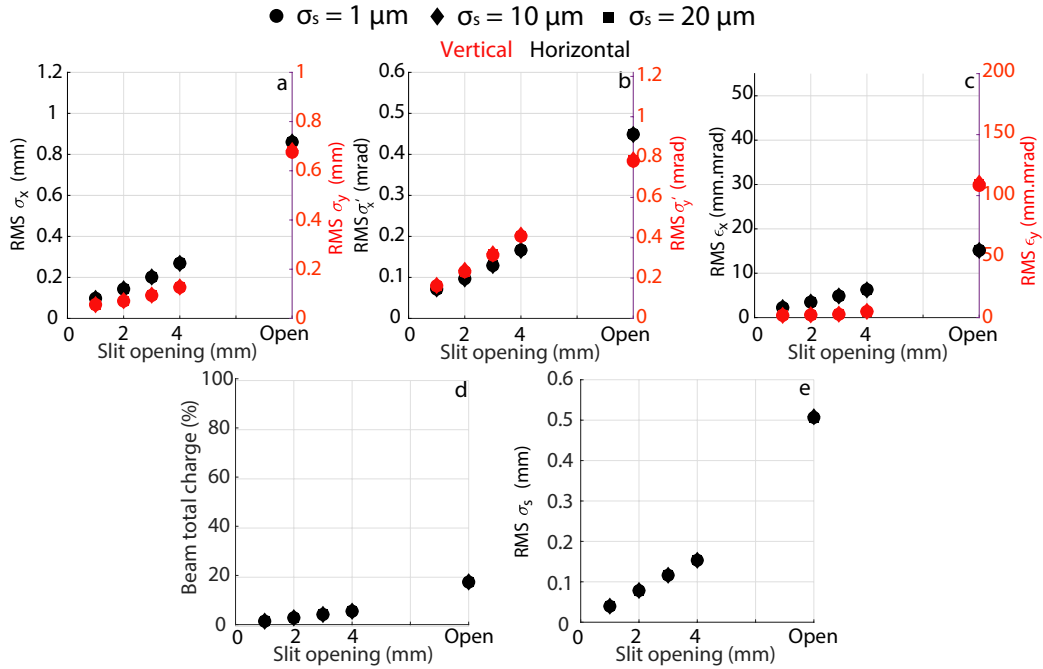 ● σs = 1 µm ♦ σs = 10 µm ■ σs = 20 µm
Vertical Horizontal
a
RMS σx (mm)
1.2
1
0.8
0.6
0.4
0.2
0
0 2 4 Open
Slit opening (mm)
1
0.8
0.6
0.4
0.2
0
RMS σy (mm)
b
RMS σ′x (mrad)
0.6
0.5
0.4
0.3
0.2
0.1
0
0 2 4 Open
Slit opening (mm)
1.2
1
0.8
0.6
0.4
0.2
0
RMS σ′y (mrad)
c
RMS ϵx (mm.mrad)
50
40
30
20
10
0
0 2 4 Open
Slit opening (mm)
200
150
100
50
0
RMS ϵy (mm.mrad)
d
Beam total charge (%)
100
80
60
40
20
0
0 2 4 Open
Slit opening (mm)
e
RMS σs (mm)
0.6
0.5
0.4
0.3
0.2
0.1
0
0 2 4 Open
Slit opening (mm)